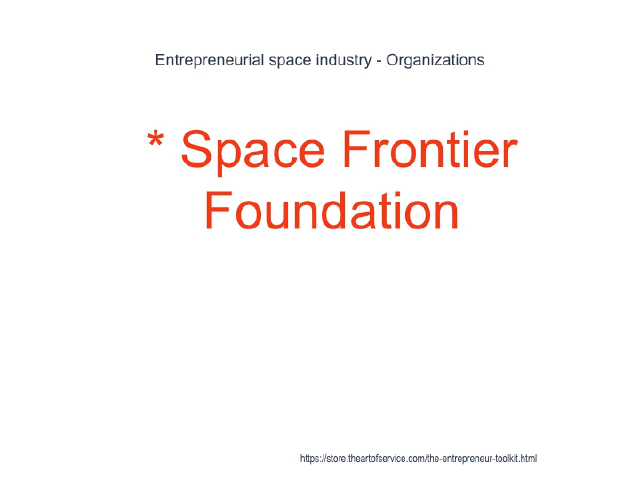 Entrepreneurial space industry - Organizations
* Space Frontier
Foundation
https://store.theartofservice.com/the-entrepreneur-toolkit.html